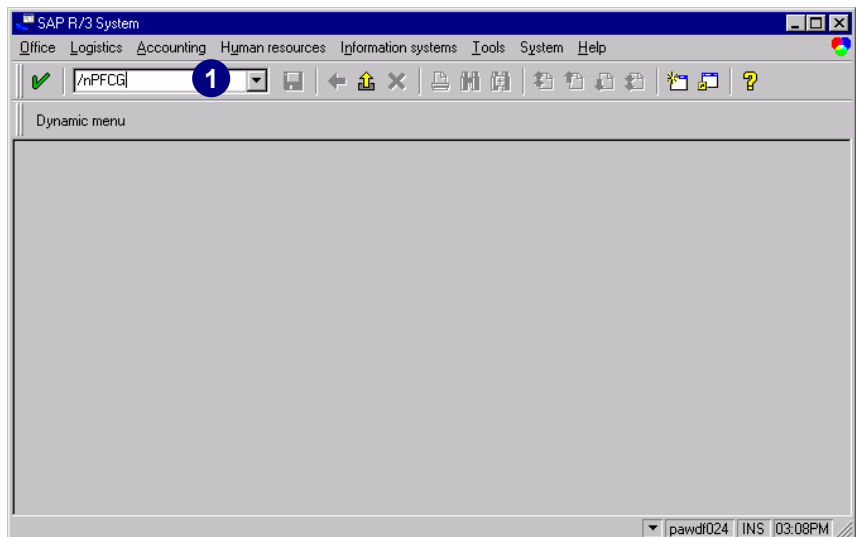 SAP R/3 System
Office Logistics Accounting Human resources Information systems Tools System Help
/nPFCG 1
Dynamic menu
pawdf024 INS 03:08PM